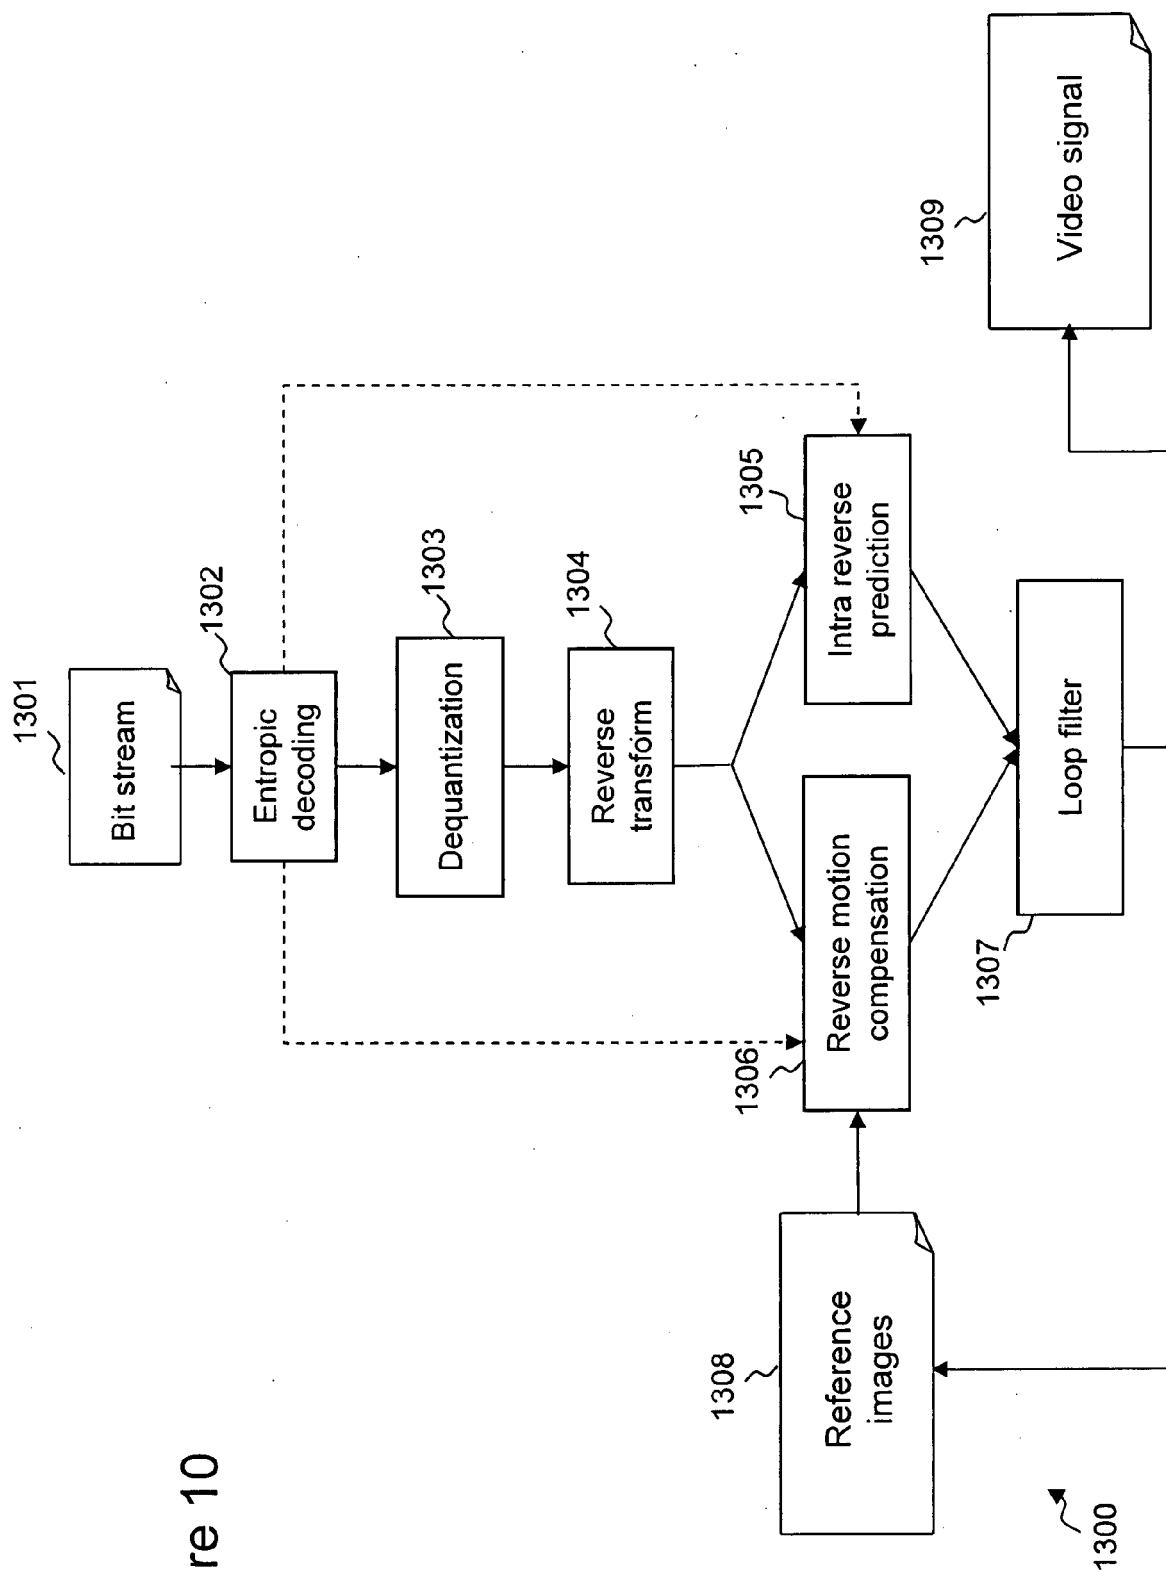 re 10
1301
Bit stream
1302
Entropic
decoding
1303
Dequantization
1304
Reverse
transform
1305
Intra reverse
prediction
1306
Reverse motion
compensation
1307
Loop filter
1308
Reference
images
1309
Video signal
1300